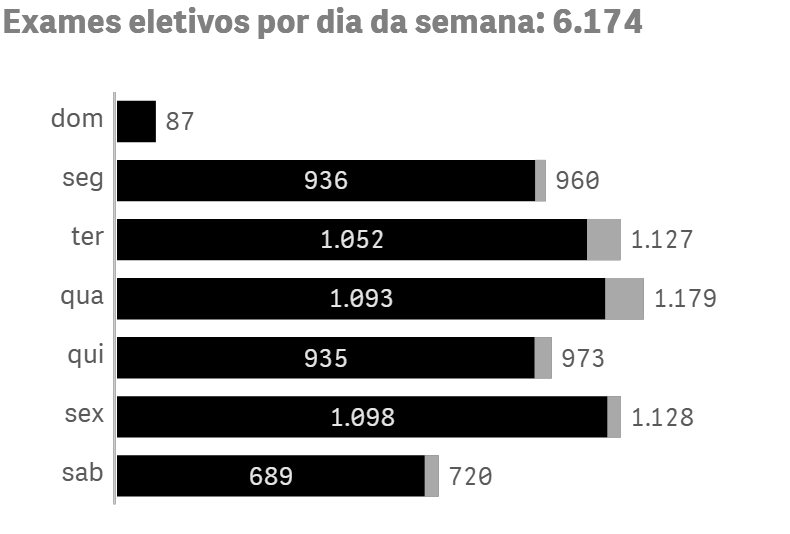 Exames eletivos por dia da semana: 6.174
dom 87
seg 936 960
ter 1.052 1.127
qua 1.093 1.179
qui 935 973
sex 1.098 1.128
sab 689 720